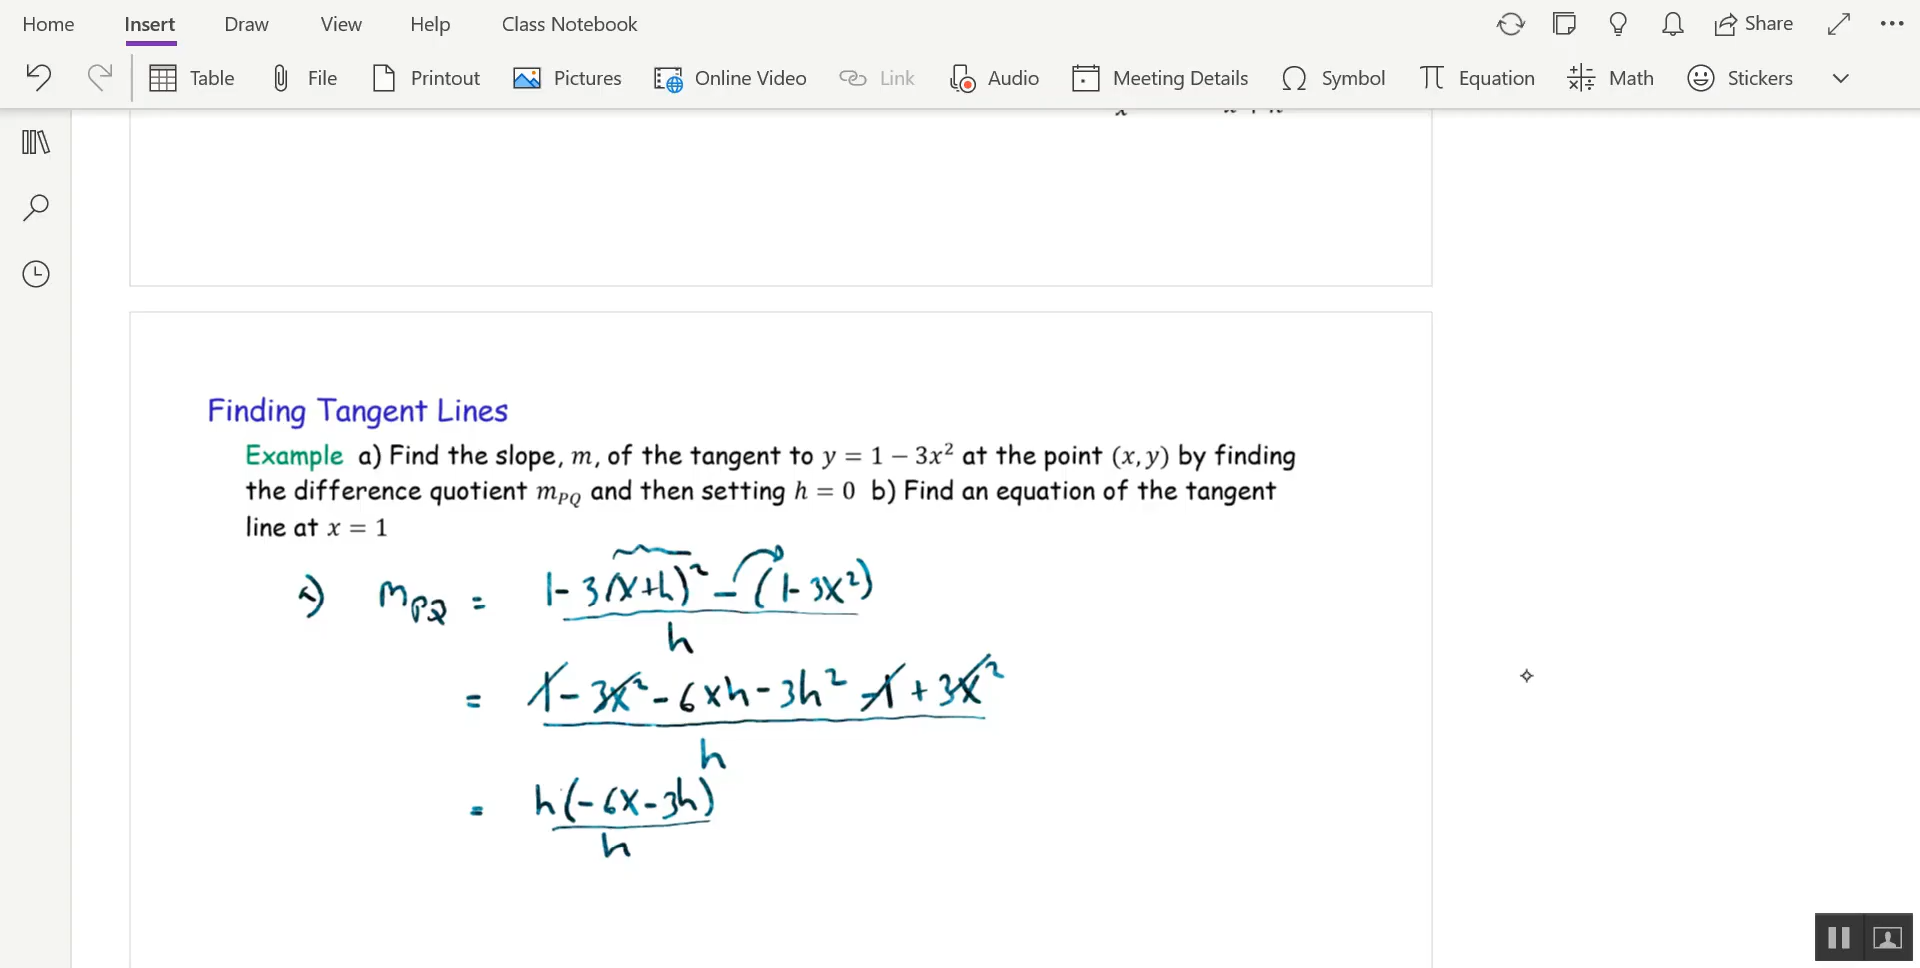 Home Insert Draw View Help Class Notebook Share
Table File Printout Pictures Online Video Link Audio Meeting Details Symbol Equation Math Stickers
Finding Tangent Lines
Example a) Find the slope, m, of the tangent to y = 1 − 3x² at the point (x, y) by finding
the difference quotient m_PQ and then setting h = 0 b) Find an equation of the tangent
line at x = 1
a) m_PQ = 1 - 3(x+h)² - (1 - 3x²)
h
= 1 - 3x² - 6xh - 3h² - 1 + 3x²
h
= h(-6x - 3h)
h